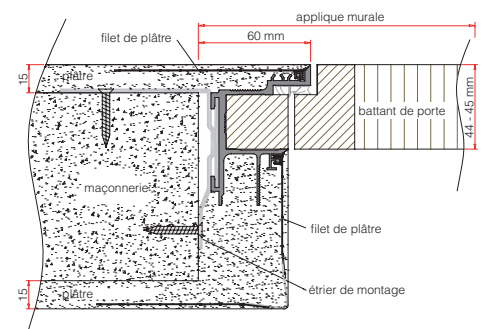 applique murale
filet de plâtre
60 mm
15
plâtre
battant de porte
44 - 45 mm
maçonnerie
filet de plâtre
étrier de montage
15
plâtre